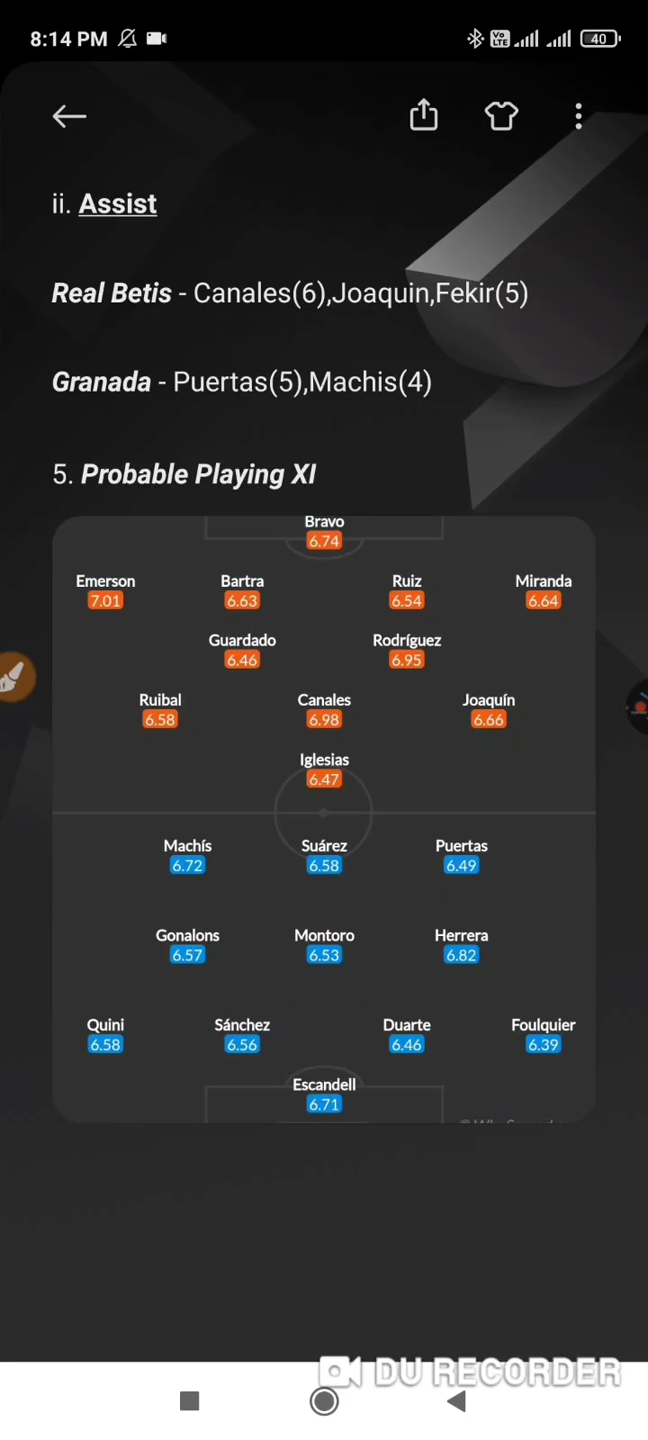 8:14 PM
Vo LTE
40
ii. Assist
Real Betis - Canales(6),Joaquin,Fekir(5)
Granada - Puertas(5),Machis(4)
5. Probable Playing XI
Bravo
6.74
Emerson Bartra Ruiz Miranda
7.01 6.63 6.54 6.64
Guardado Rodríguez
6.46 6.95
Ruibal Canales Joaquín
6.58 6.98 6.66
Iglesias
6.47
Machís Suárez Puertas
6.72 6.58 6.49
Gonalons Montoro Herrera
6.57 6.53 6.82
Quini Sánchez Duarte Foulquier
6.58 6.56 6.46 6.39
Escandell
6.71
DU RECORDER